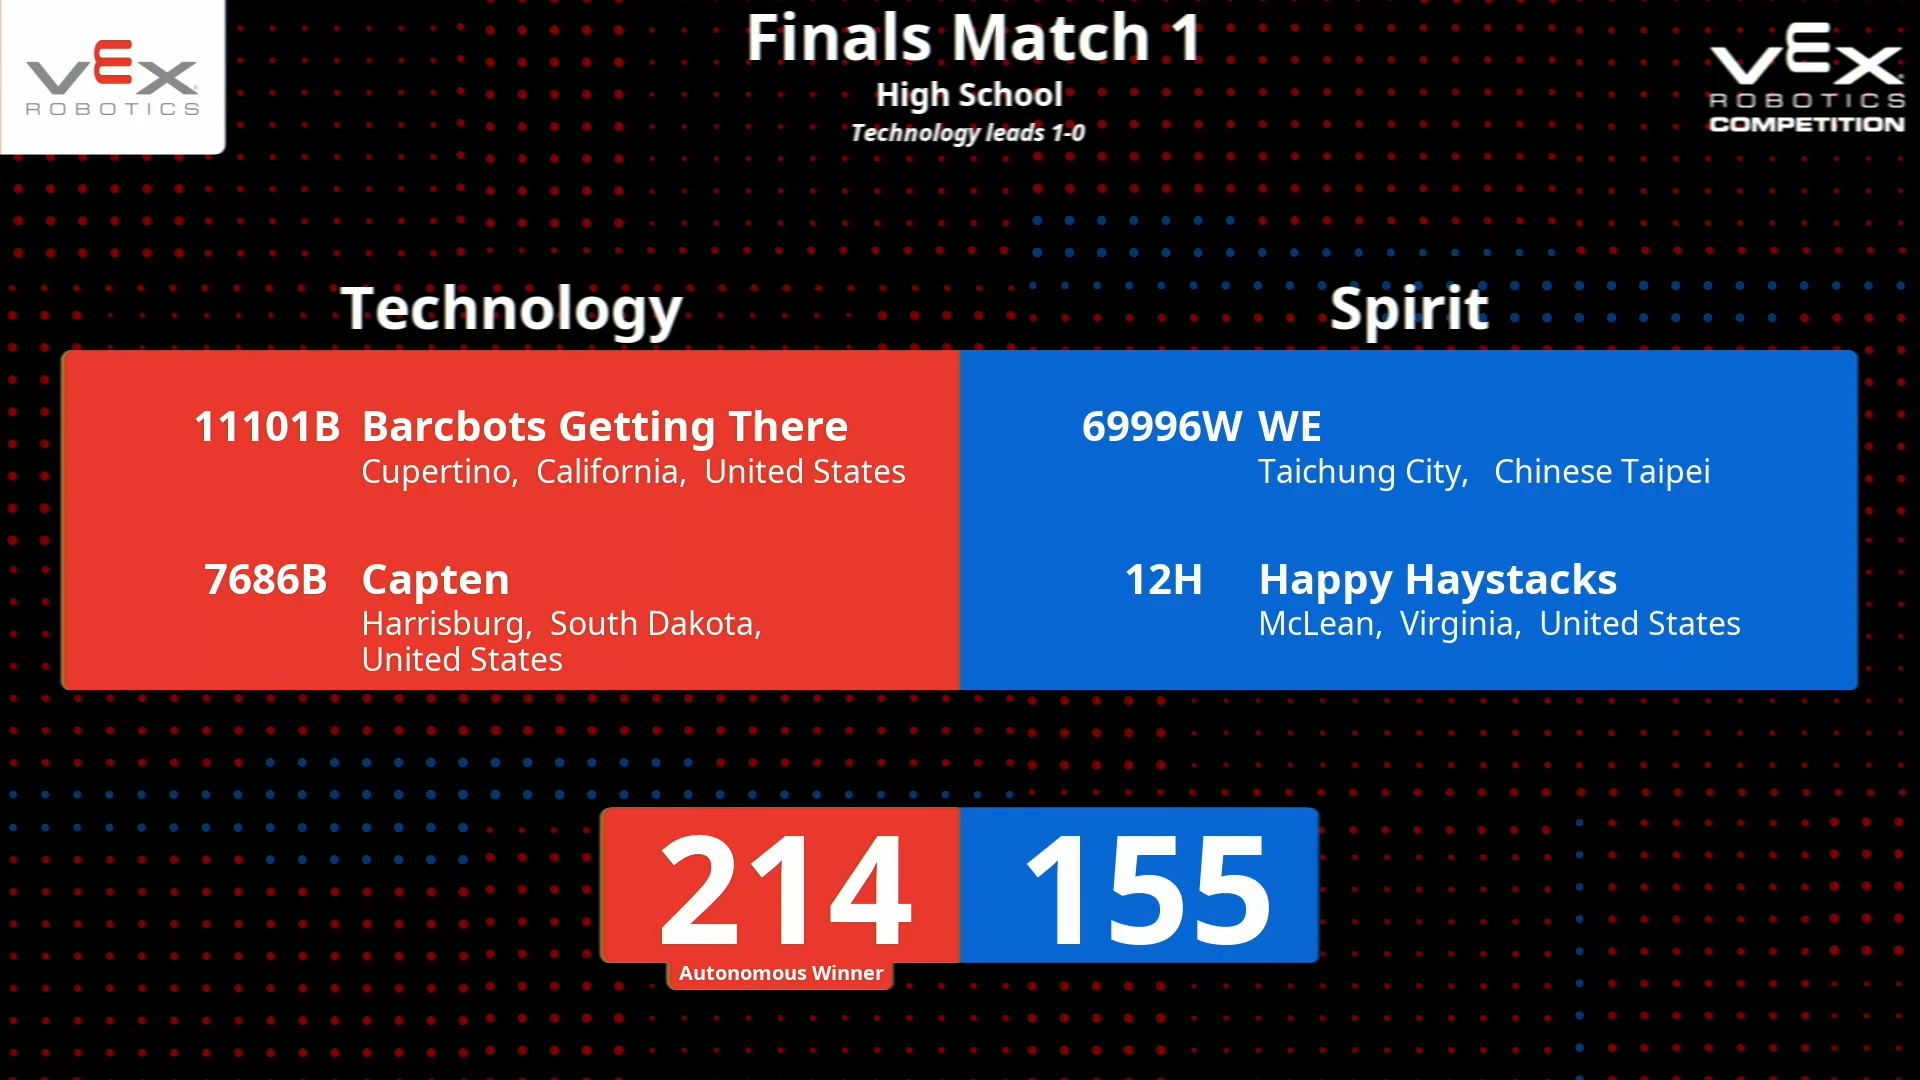 VEX
ROBOTICS
Finals Match 1
High School
Technology leads 1-0
VEX
ROBOTICS
COMPETITION
Technology
Spirit
11101B Barcbots Getting There
Cupertino, California, United States
7686B Capten
Harrisburg, South Dakota,
United States
69996W WE
Taichung City, Chinese Taipei
12H Happy Haystacks
McLean, Virginia, United States
214
155
Autonomous Winner